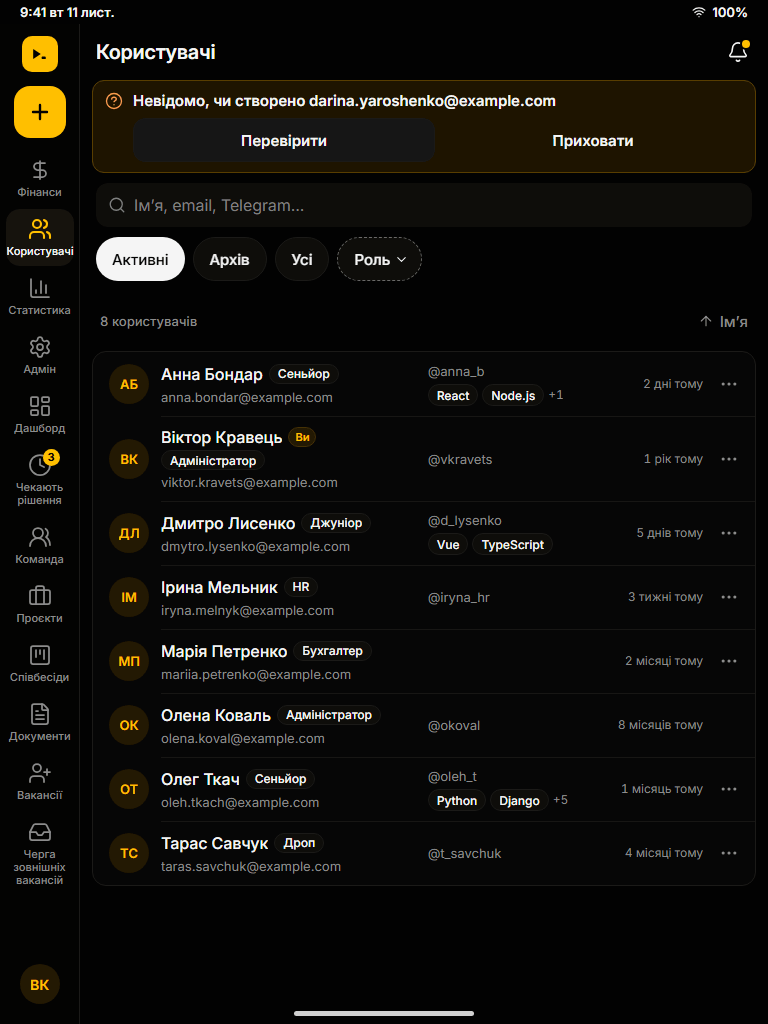 9:41 вт 11 лист.
100%
Користувачі
Невідомо, чи створено darina.yaroshenko@example.com
Перевірити
Приховати
Фінанси
Користувачі
Статистика
Адмін
Дашборд
3
Чекають
рішення
Команда
Проєкти
Співбесіди
Документи
Вакансії
Черга
зовнішніх
вакансій
ВК
Ім’я, email, Telegram...
Активні
Архів
Усі
Роль
8 користувачів
Ім’я
АБ
Анна Бондар Сеньйор
anna.bondar@example.com
@anna_b
React Node.js +1
2 дні тому
ВК
Віктор Кравець Ви
Адміністратор
viktor.kravets@example.com
@vkravets
1 рік тому
ДЛ
Дмитро Лисенко Джуніор
dmytro.lysenko@example.com
@d_lysenko
Vue TypeScript
5 днів тому
ІМ
Ірина Мельник HR
iryna.melnyk@example.com
@iryna_hr
3 тижні тому
МП
Марія Петренко Бухгалтер
mariia.petrenko@example.com
2 місяці тому
ОК
Олена Коваль Адміністратор
olena.koval@example.com
@okoval
8 місяців тому
ОТ
Олег Ткач Сеньйор
oleh.tkach@example.com
@oleh_t
Python Django +5
1 місяць тому
ТС
Тарас Савчук Дроп
taras.savchuk@example.com
@t_savchuk
4 місяці тому